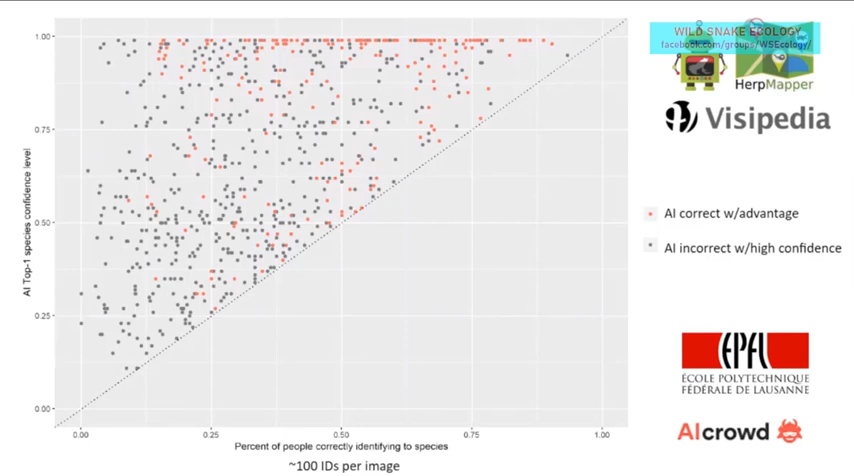 WILD SNAKE ECOLOGY
facebook.com/groups/WSEcology/
HerpMapper
Visipedia
1.00
0.75
0.50
0.25
0.00
AI Top-1 species confidence level
0.00 0.25 0.50 0.75 1.00
Percent of people correctly identifying to species
~100 IDs per image
AI correct w/advantage
AI incorrect w/high confidence
EPFL
ÉCOLE POLYTECHNIQUE
FÉDÉRALE DE LAUSANNE
AIcrowd